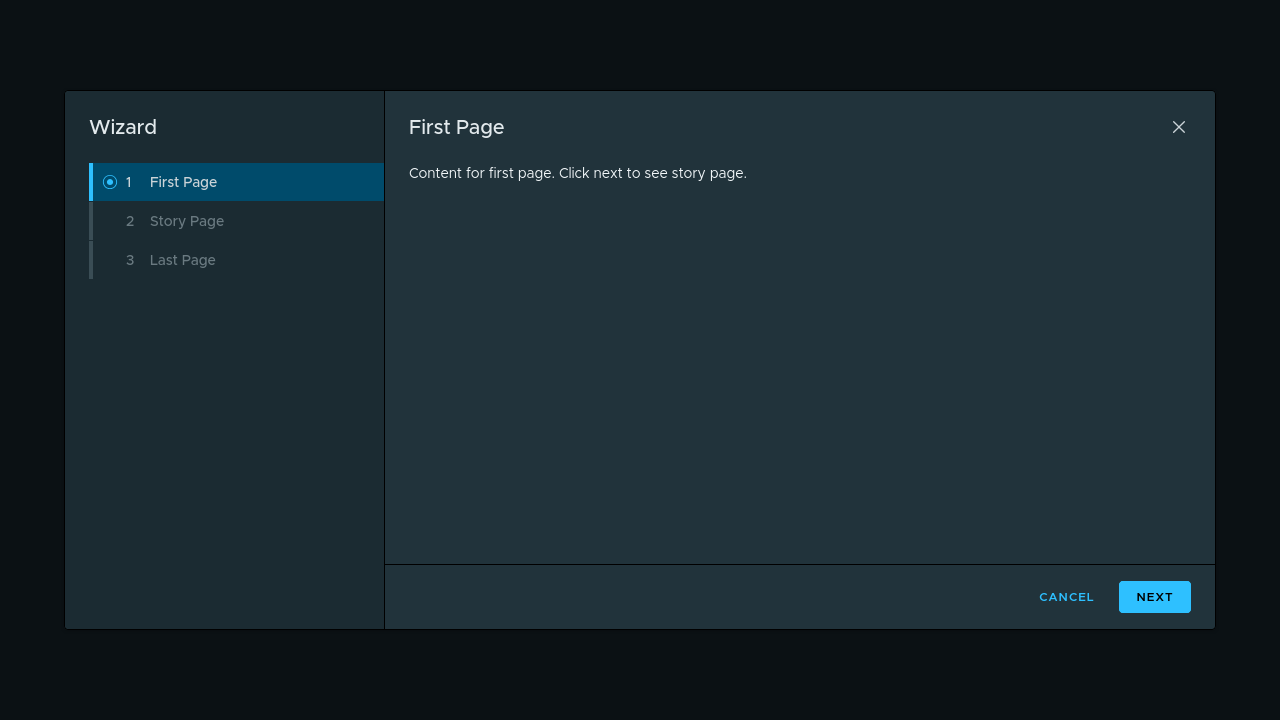 Wizard
1 First Page
2 Story Page
3 Last Page
First Page
Content for first page. Click next to see story page.
CANCEL NEXT